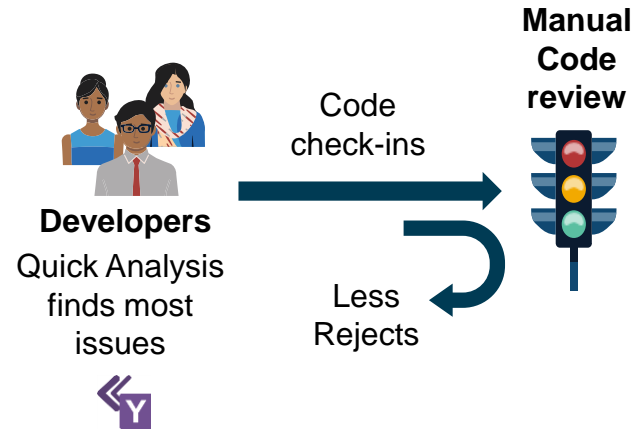 Manual
Code
review
Code
check-ins
Developers
Quick Analysis
finds most
issues
Less
Rejects
Y